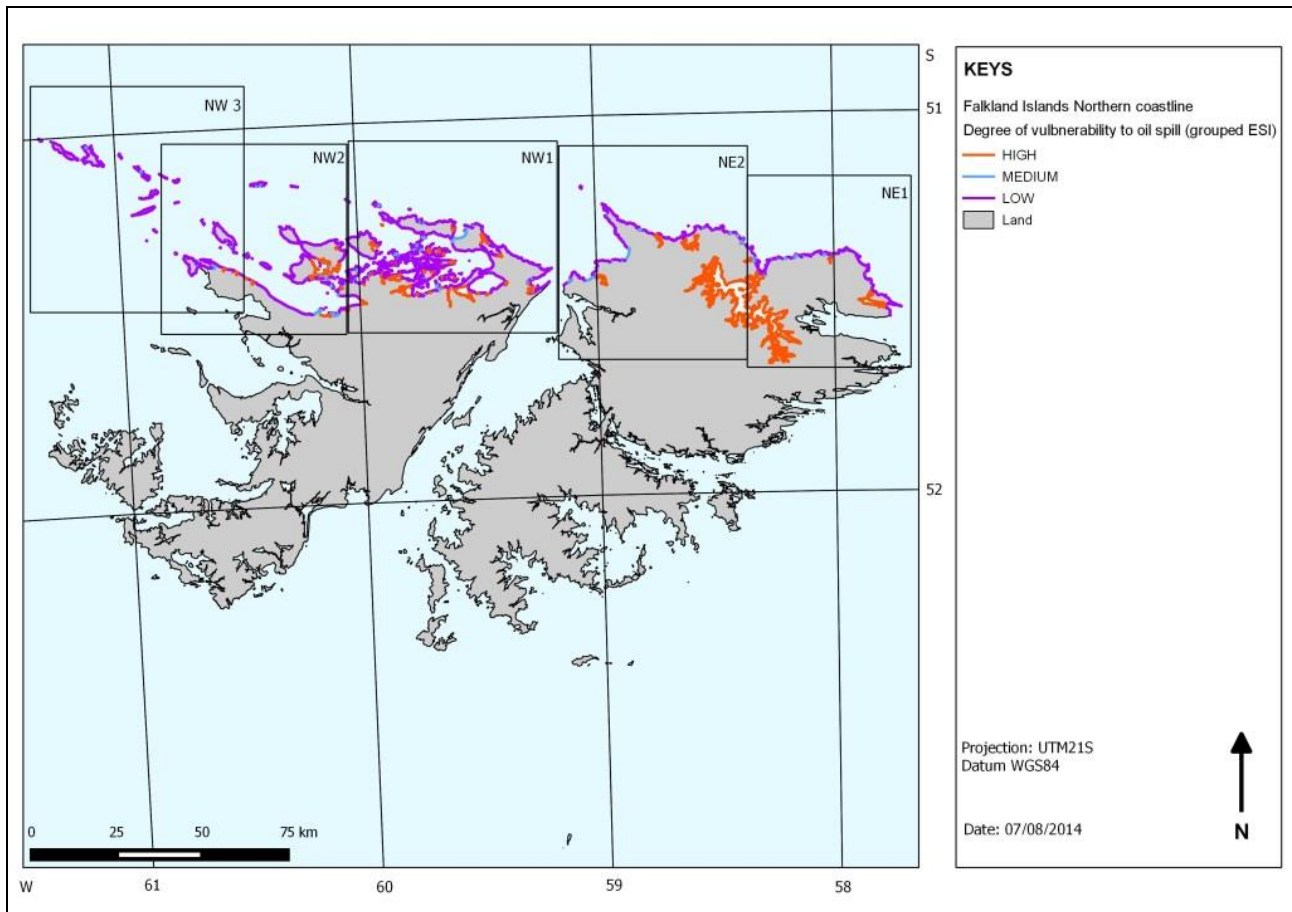 S
51
52
NW 3
NW2
NW1
NE2
NE1
0 25 50 75 km
W 61 60 59 58
KEYS
Falkland Islands Northern coastline
Degree of vulbnerability to oil spill (grouped ESI)
HIGH
MEDIUM
LOW
Land
Projection: UTM21S
Datum WGS84
Date: 07/08/2014
N